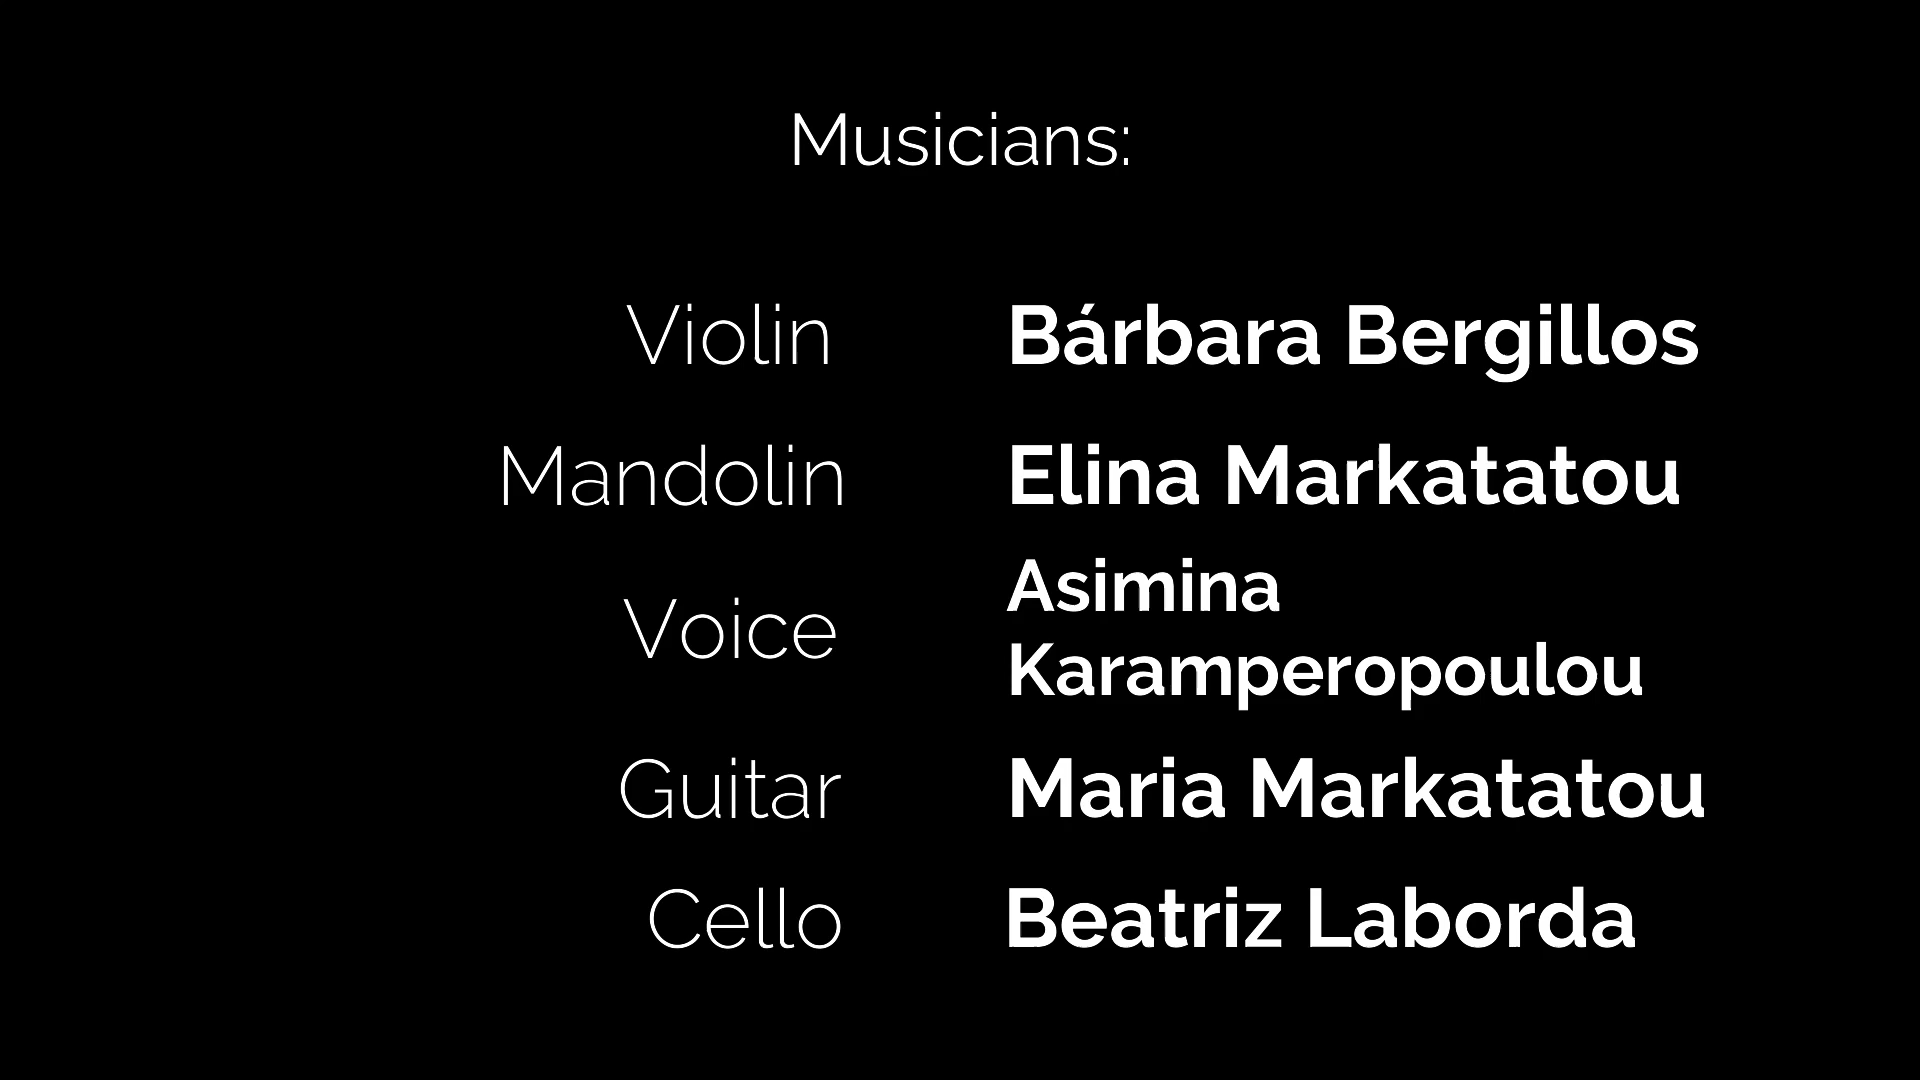 Musicians:
Violin Bárbara Bergillos
Mandolin Elina Markatatou
Voice Asimina
Karamperopoulou
Guitar Maria Markatatou
Cello Beatriz Laborda